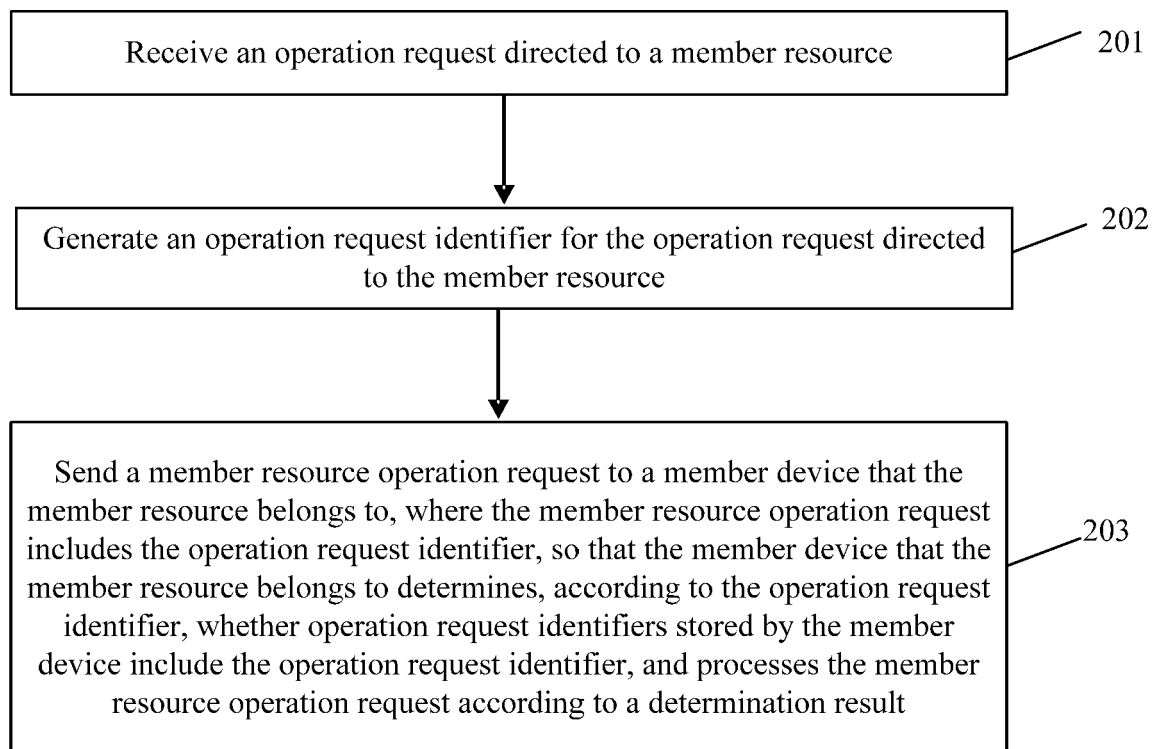 Receive an operation request directed to a member resource
201
Generate an operation request identifier for the operation request directed
to the member resource
202
Send a member resource operation request to a member device that the
member resource belongs to, where the member resource operation request
includes the operation request identifier, so that the member device that the
member resource belongs to determines, according to the operation request
identifier, whether operation request identifiers stored by the member
device include the operation request identifier, and processes the member
resource operation request according to a determination result
203